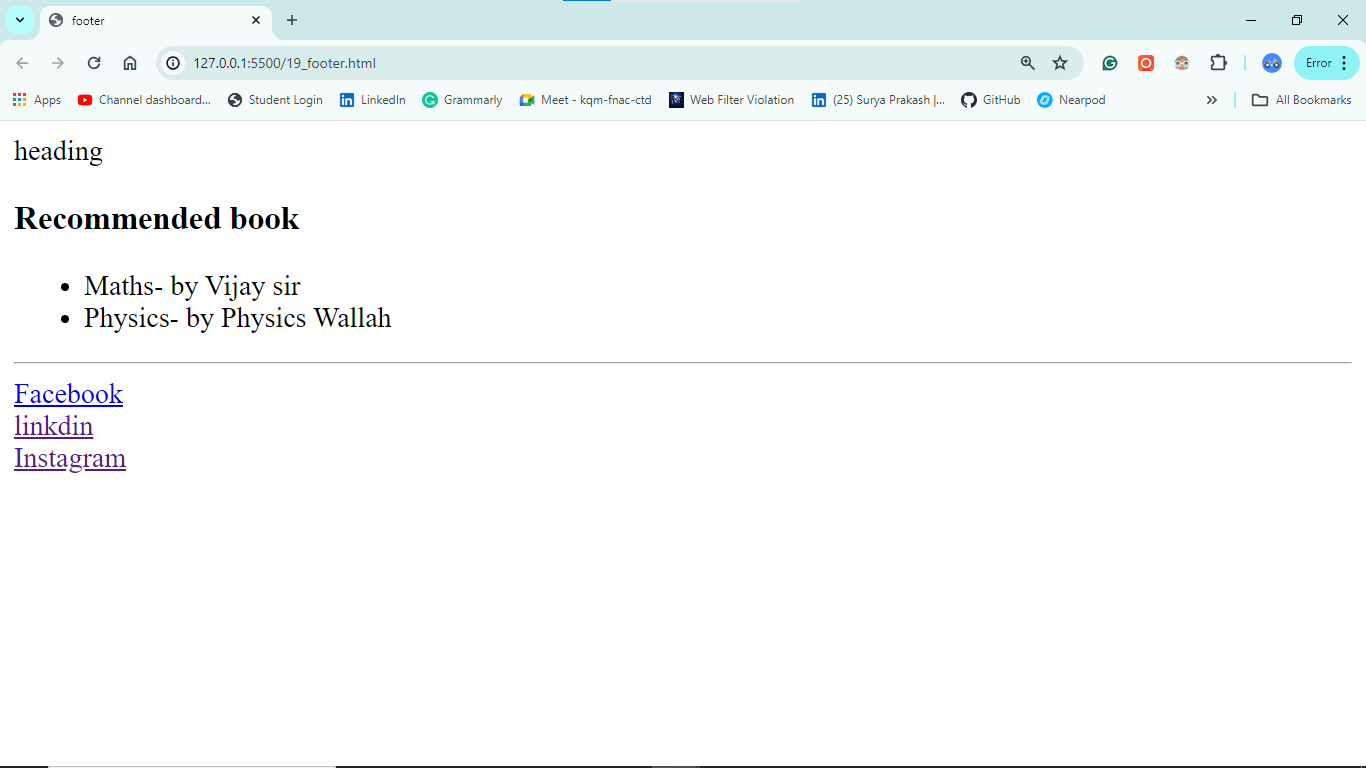 footer
127.0.0.1:5500/19_footer.html
Error
Apps
Channel dashboard...
Student Login
LinkedIn
Grammarly
Meet - kqm-fnac-ctd
Web Filter Violation
(25) Surya Prakash |...
GitHub
Nearpod
All Bookmarks
heading
Recommended book
Maths- by Vijay sir
Physics- by Physics Wallah
Facebook
linkdin
Instagram